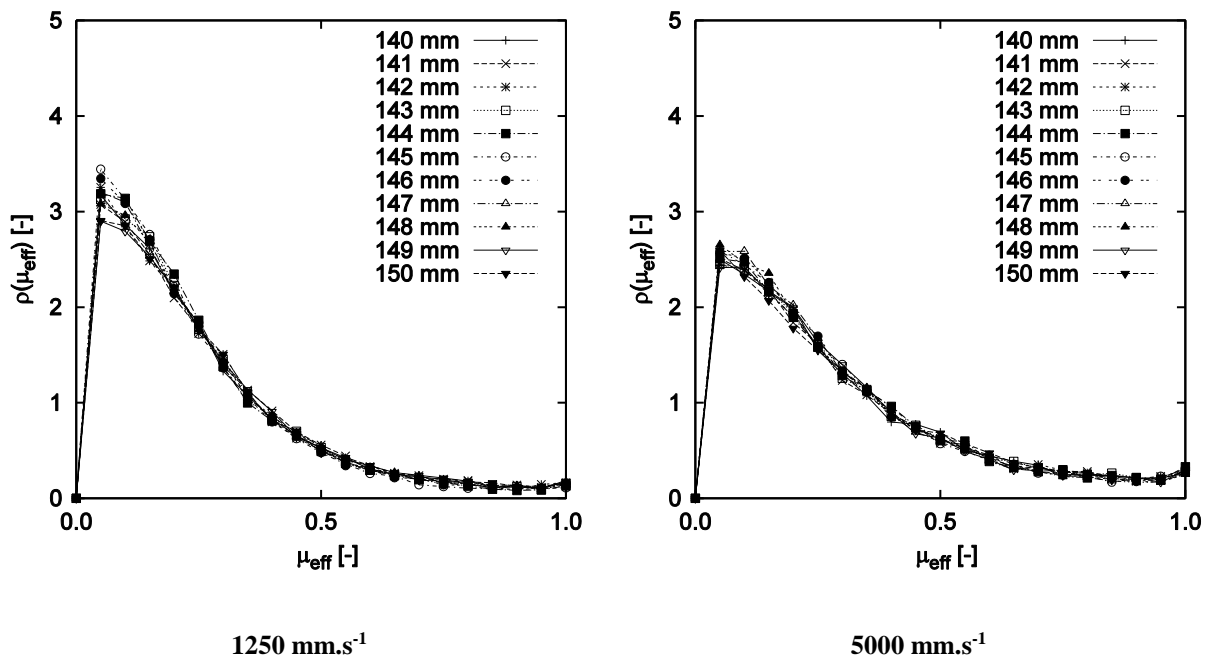 5
4
3
2
1
0
ρ(μeff) [-]
140 mm
141 mm
142 mm
143 mm
144 mm
145 mm
146 mm
147 mm
148 mm
149 mm
150 mm
0.0 0.5 1.0
μeff [-]
1250 mm.s-1
5
4
3
2
1
0
ρ(μeff) [-]
140 mm
141 mm
142 mm
143 mm
144 mm
145 mm
146 mm
147 mm
148 mm
149 mm
150 mm
0.0 0.5 1.0
μeff [-]
5000 mm.s-1